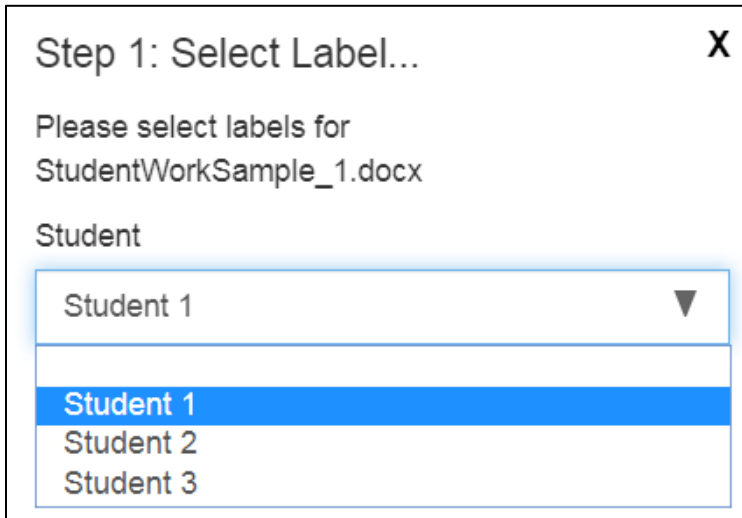 Step 1: Select Label...
X
Please select labels for
StudentWorkSample_1.docx
Student
Student 1
Student 1
Student 2
Student 3